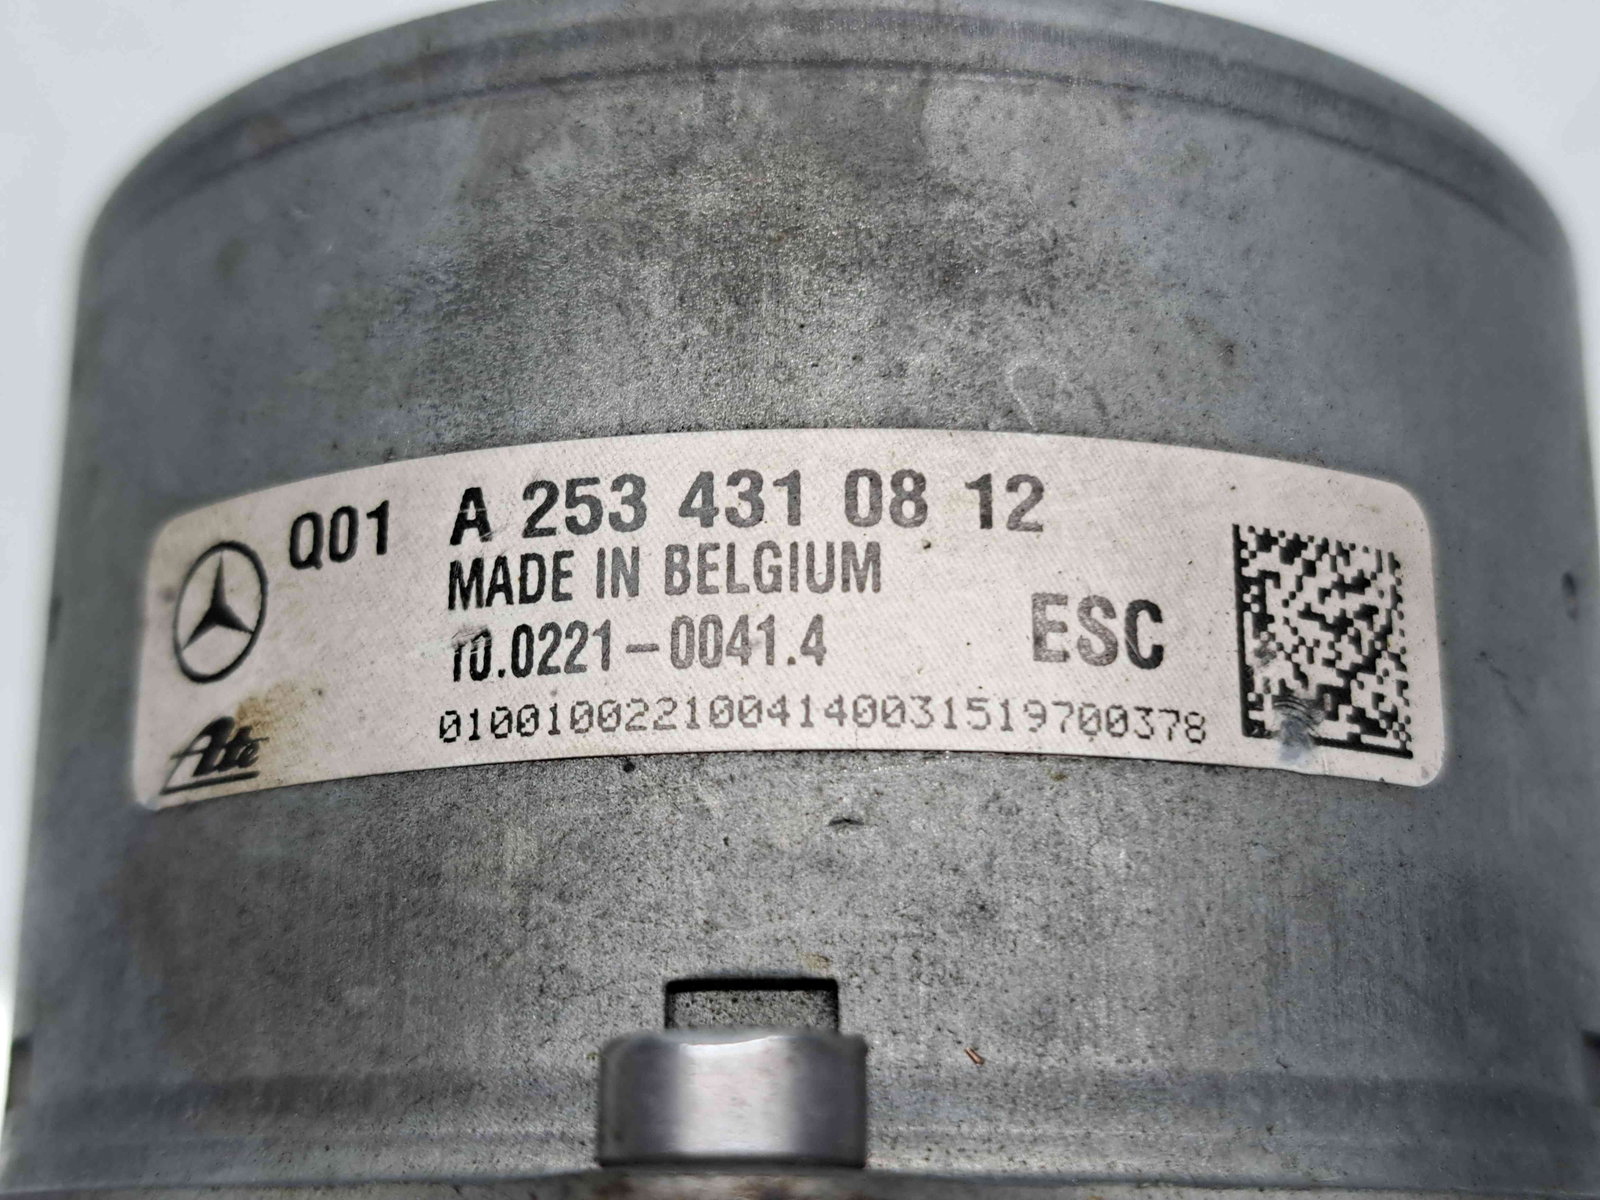 Q01 A 253 431 08 12
MADE IN BELGIUM
10.0221-0041.4 ESC
0100100221004140031519700378
Ate